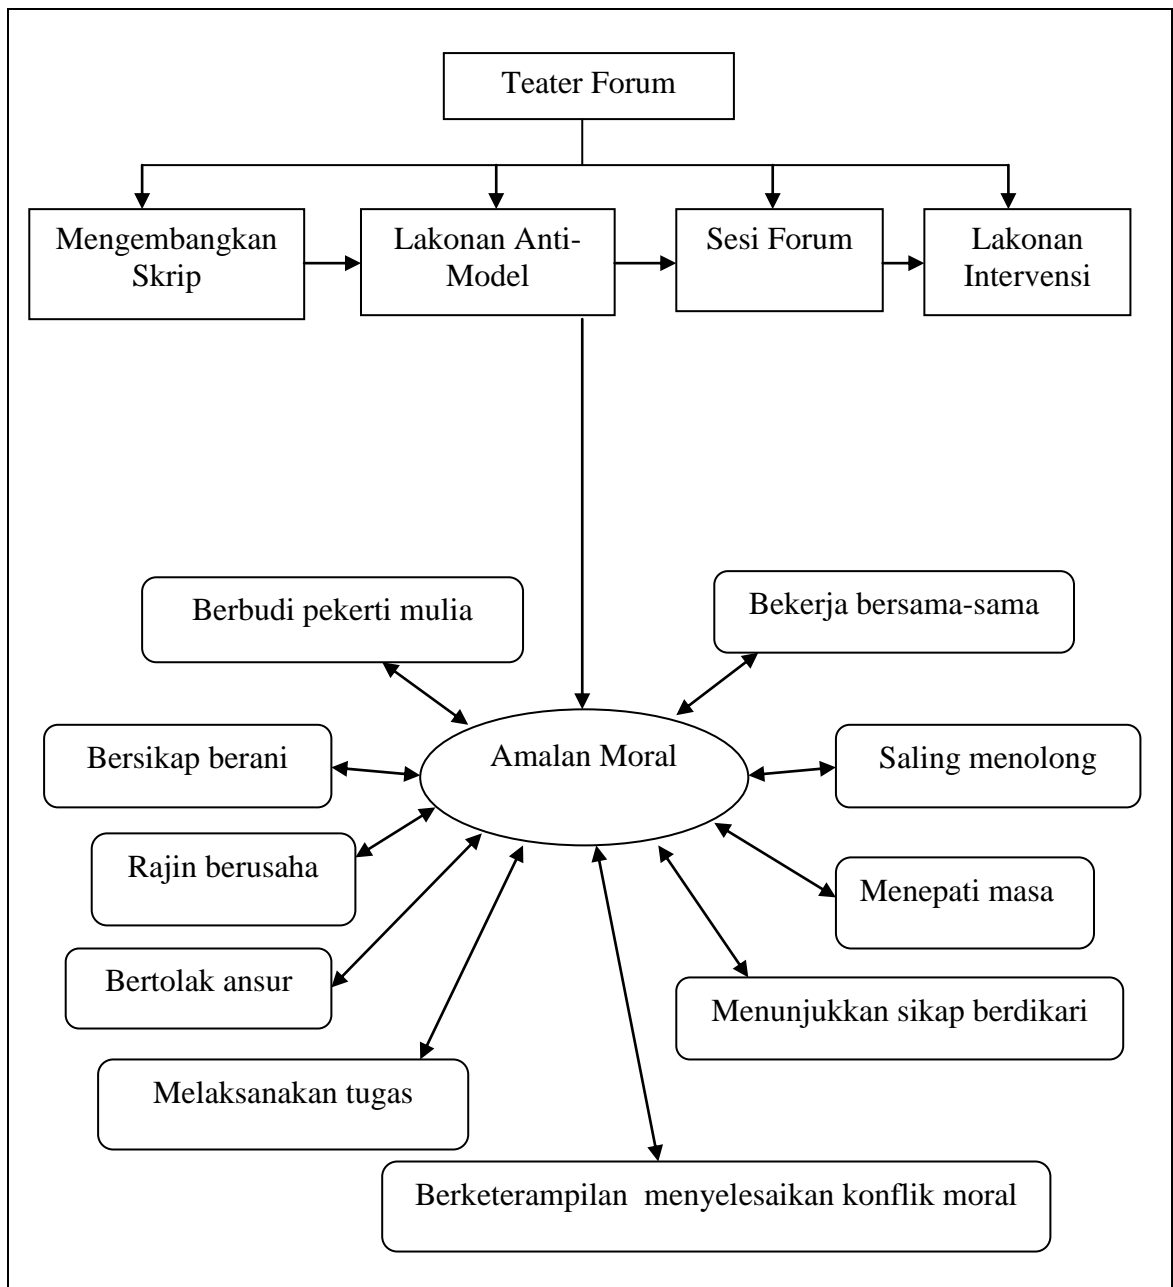 Teater Forum
Mengembangkan
Skrip
Lakonan Anti-
Model
Sesi Forum
Lakonan
Intervensi
Berbudi pekerti mulia
Bekerja bersama-sama
Bersikap berani
Amalan Moral
Saling menolong
Rajin berusaha
Menepati masa
Bertolak ansur
Menunjukkan sikap berdikari
Melaksanakan tugas
Berketerampilan  menyelesaikan konflik moral